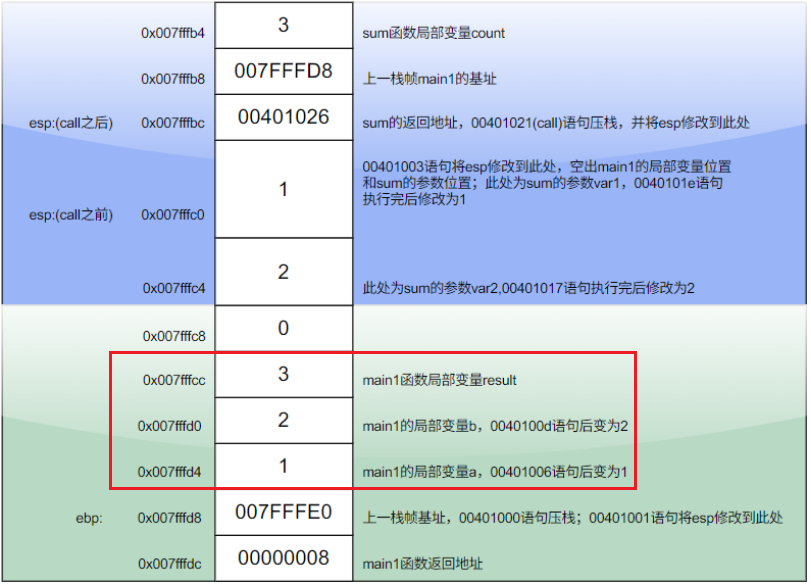 0x007fffb4 3 sum函数局部变量count
0x007fffb8 007FFFD8 上一栈帧main1的基址
esp:(call之后) 0x007fffbc 00401026 sum的返回地址，00401021(call)语句压栈，并将esp修改到此处
00401003语句将esp修改到此处，空出main1的局部变量位置
和sum的参数位置；此处为sum的参数var1，0040101e语句
执行完后修改为1
esp:(call之前) 0x007fffc0 1
0x007fffc4 2 此处为sum的参数var2,00401017语句执行完后修改为2
0x007fffc8 0
0x007fffcc 3 main1函数局部变量result
0x007fffd0 2 main1的局部变量b，0040100d语句后变为2
0x007fffd4 1 main1的局部变量a，00401006语句后变为1
ebp: 0x007fffd8 007FFFE0 上一栈帧基址，00401000语句压栈；00401001语句将esp修改到此处
0x007fffdc 00000008 main1函数返回地址